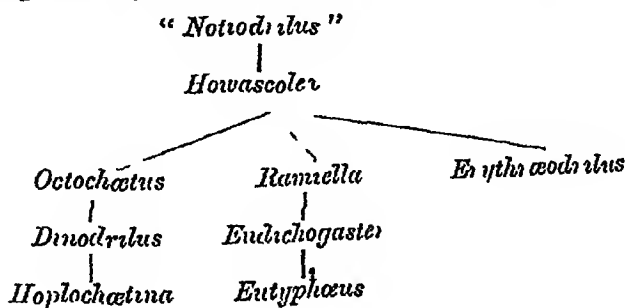 “ Notiodrilus ”
Howascolex
Octochætus Ramiella Erythræodrilus
Dinodrilus Eudichogaster
Hoplochætina Eutyphœus